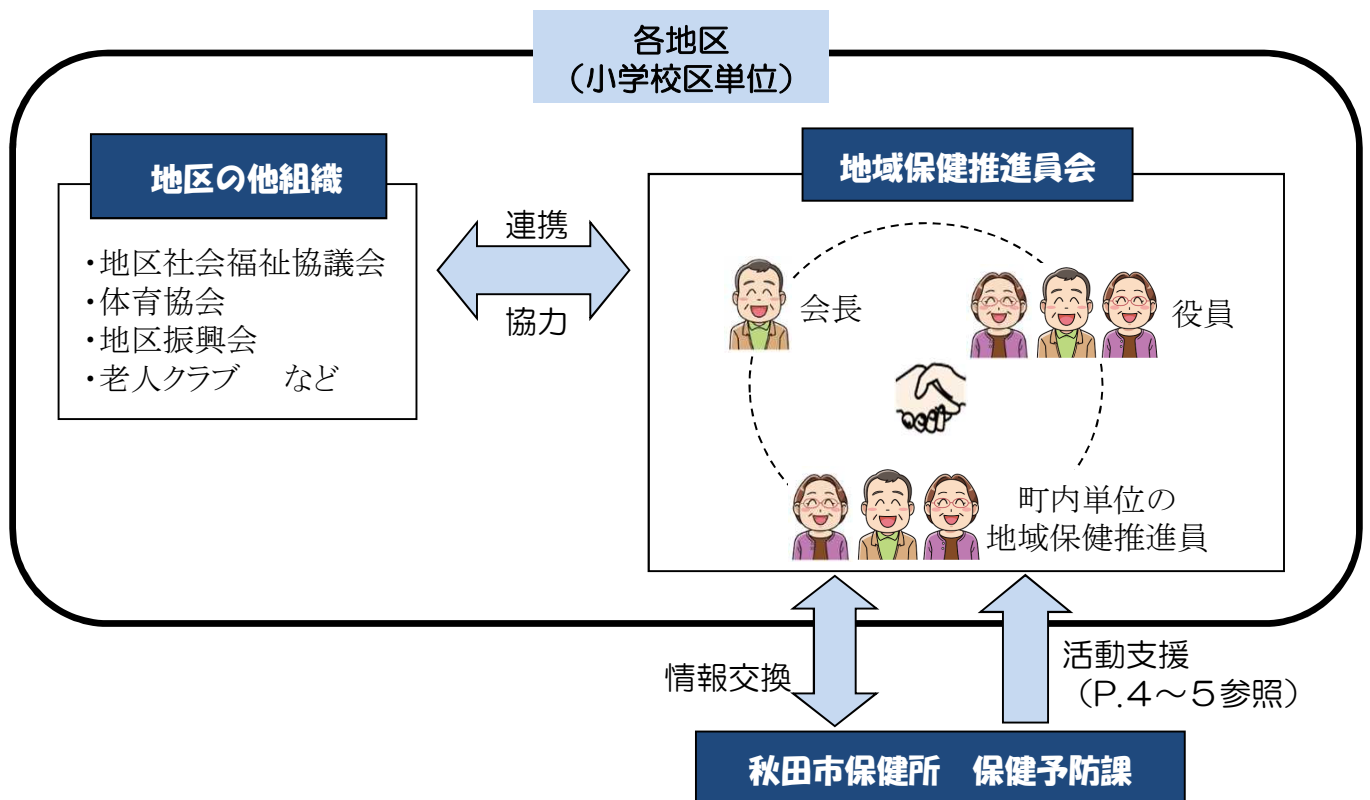 各地区
（小学校区単位）
地区の他組織
・地区社会福祉協議会
・体育協会
・地区振興会
・老人クラブ　など
連携
協力
地域保健推進員会
会長
役員
町内単位の
地域保健推進員
情報交換
活動支援
（P.４～５参照）
秋田市保健所　保健予防課